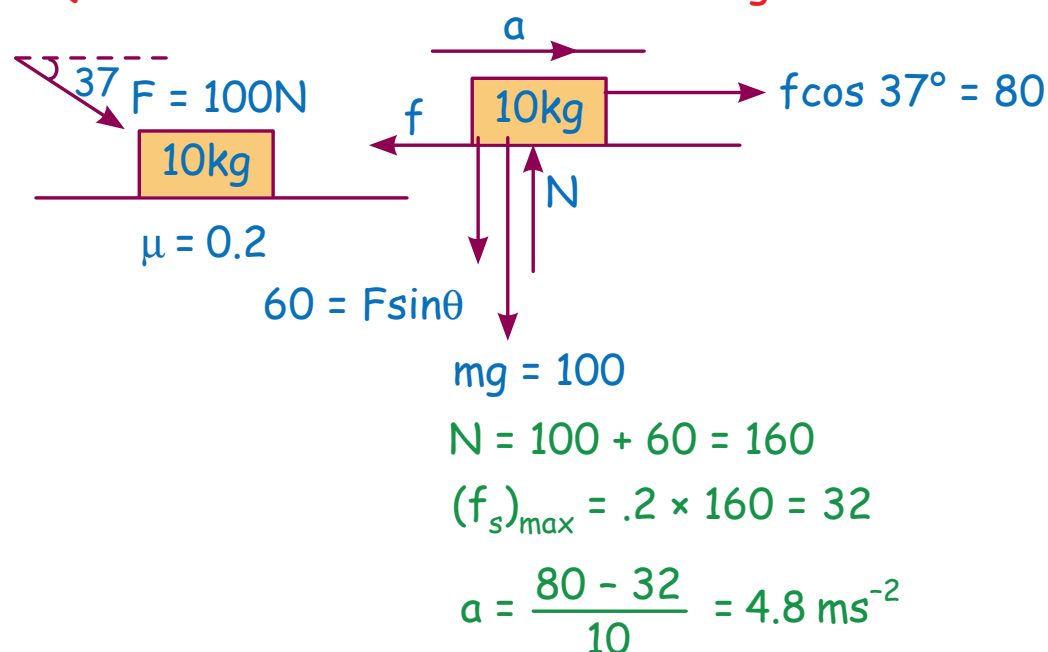 a
37
F = 100N
10kg
μ = 0.2
f
10kg
fcos 37° = 80
N
60 = Fsinθ
mg = 100
N = 100 + 60 = 160
(fₛ)max = .2 × 160 = 32
a = (80 – 32)/10 = 4.8 ms⁻²